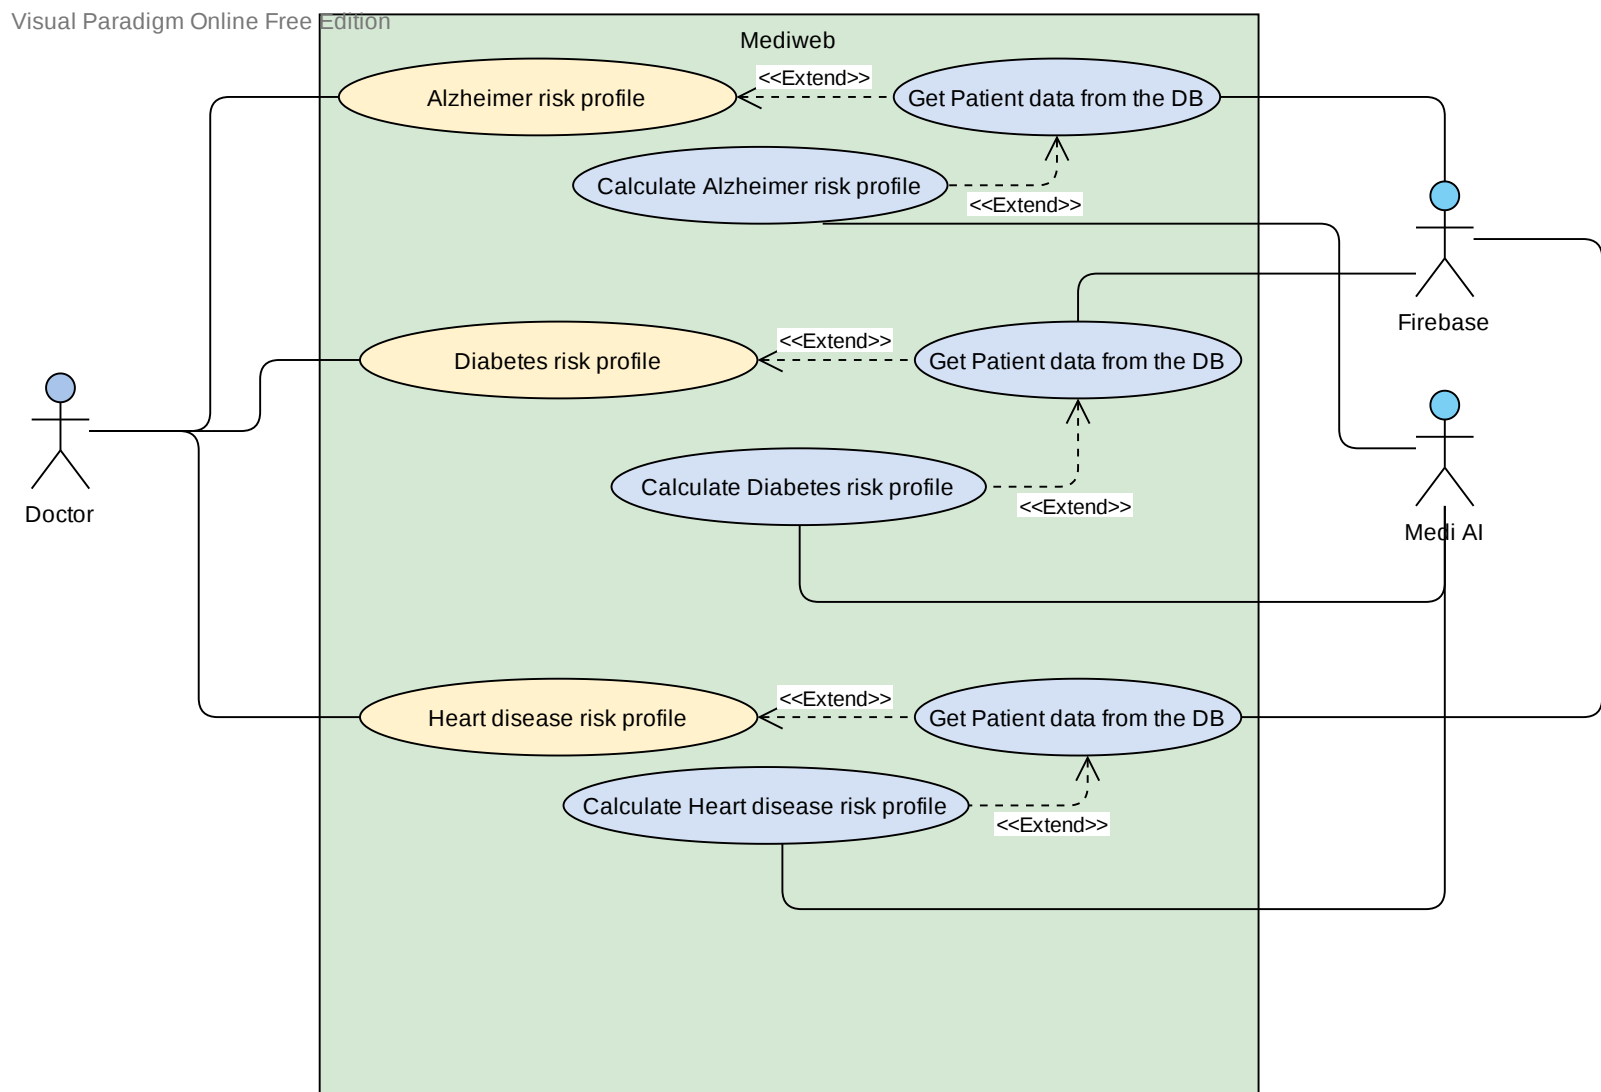 Visual Paradigm Online Free Edition
Mediweb
<<Extend>>
Alzheimer risk profile
Get Patient data from the DB
Calculate Alzheimer risk profile
<<Extend>>
Firebase
<<Extend>>
Diabetes risk profile
Get Patient data from the DB
Calculate Diabetes risk profile
<<Extend>>
Doctor
Medi AI
<<Extend>>
Heart disease risk profile
Get Patient data from the DB
Calculate Heart disease risk profile
<<Extend>>